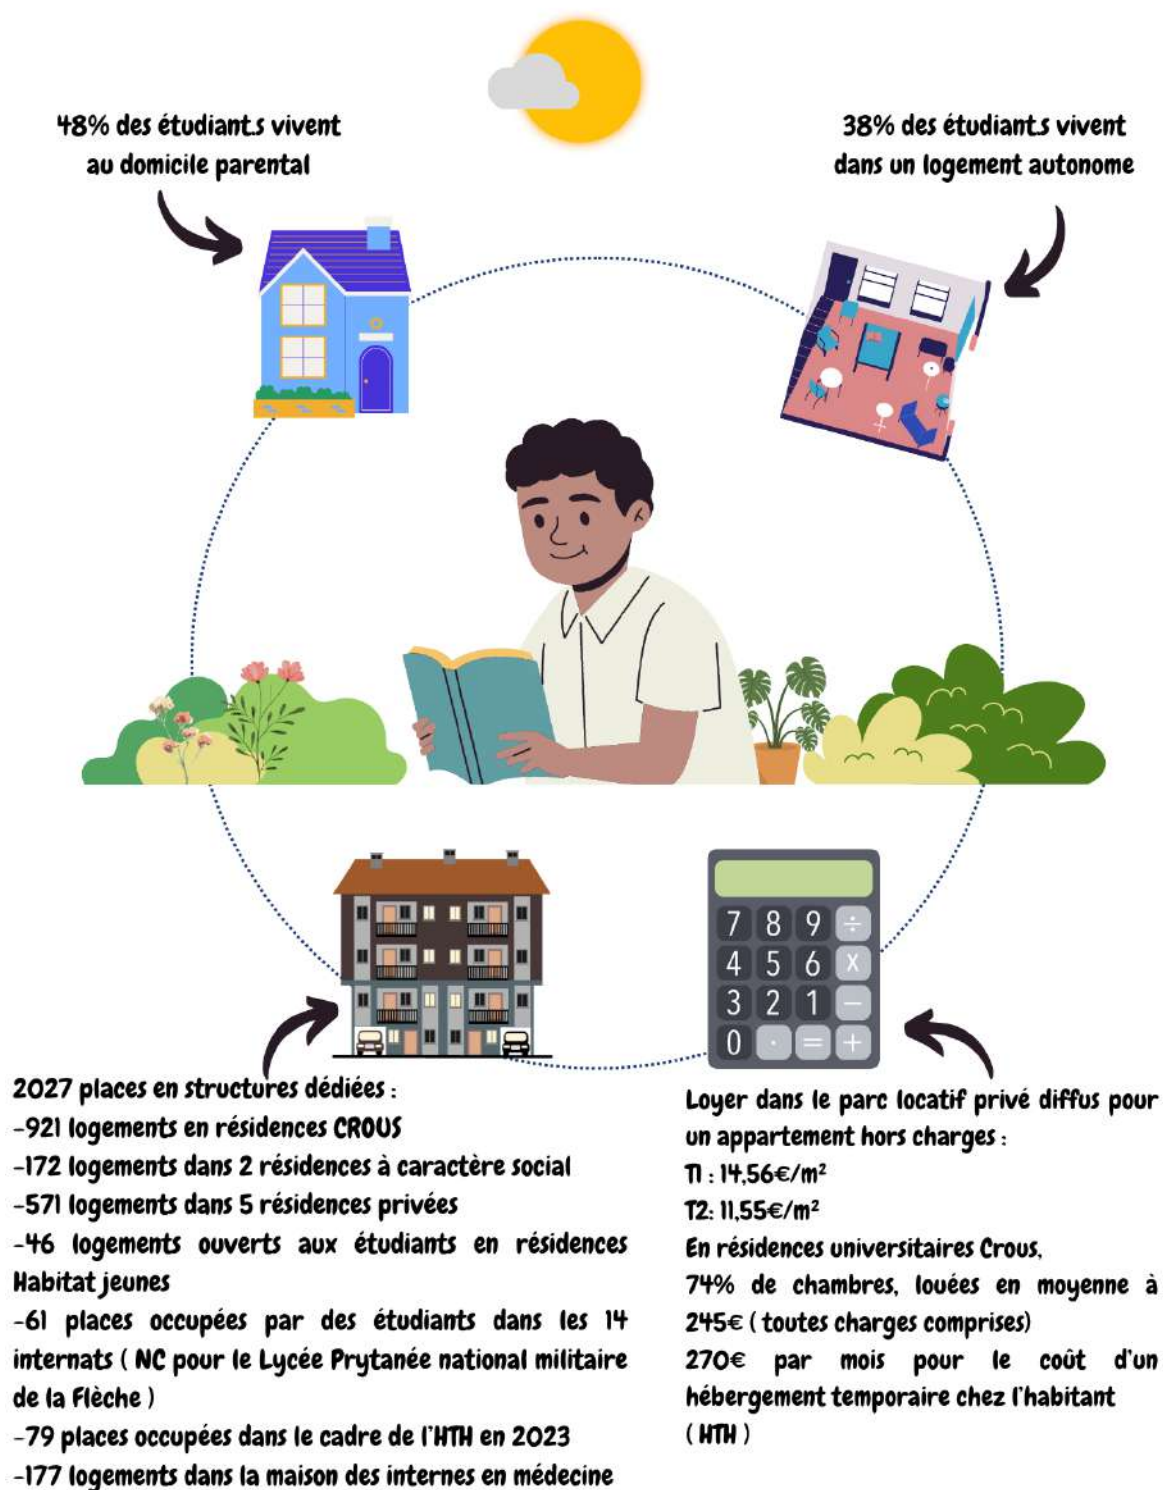 48% des étudiant.s vivent
au domicile parental
38% des étudiant.s vivent
dans un logement autonome
7 8 9 ÷
4 5 6 X
3 2 1 −
0 · = +
2027 places en structures dédiées :
-921 logements en résidences CROUS
-172 logements dans 2 résidences à caractère social
-571 logements dans 5 résidences privées
-46 logements ouverts aux étudiants en résidences
Habitat jeunes
-61 places occupées par des étudiants dans les 14
internats ( NC pour le Lycée Prytanée national militaire
de la Flèche )
-79 places occupées dans le cadre de l'HTH en 2023
-177 logements dans la maison des internes en médecine
Loyer dans le parc locatif privé diffus pour
un appartement hors charges :
T1 : 14,56€/m²
T2: 11,55€/m²
En résidences universitaires Crous,
74% de chambres, louées en moyenne à
245€ ( toutes charges comprises)
270€ par mois pour le coût d'un
hébergement temporaire chez l'habitant
( HTH )